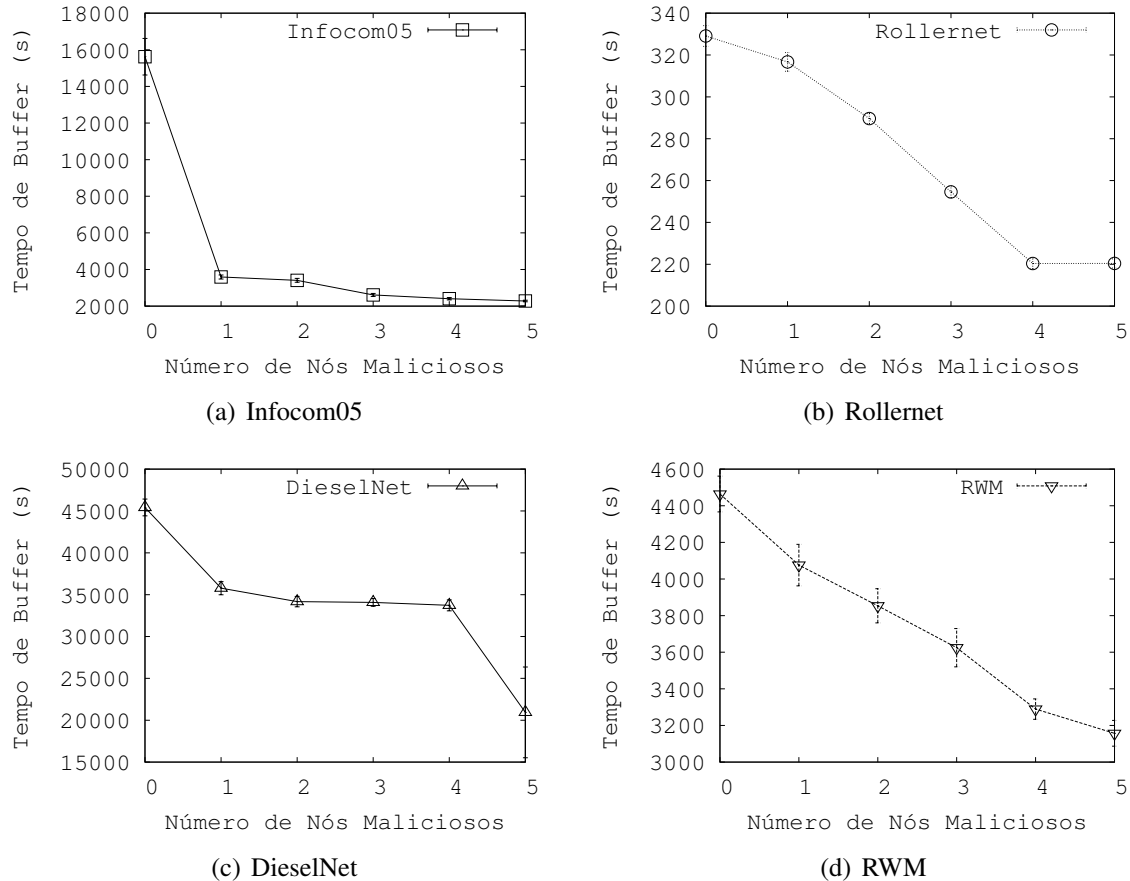 Tempo de Buffer (s)
18000
16000
14000
12000
10000
8000
6000
4000
2000
Infocom05
0 1 2 3 4 5
Número de Nós Maliciosos
(a) Infocom05
Tempo de Buffer (s)
340
320
300
280
260
240
220
200
Rollernet
0 1 2 3 4 5
Número de Nós Maliciosos
(b) Rollernet
Tempo de Buffer (s)
50000
45000
40000
35000
30000
25000
20000
15000
DieselNet
0 1 2 3 4 5
Número de Nós Maliciosos
(c) DieselNet
Tempo de Buffer (s)
4600
4400
4200
4000
3800
3600
3400
3200
3000
RWM
0 1 2 3 4 5
Número de Nós Maliciosos
(d) RWM